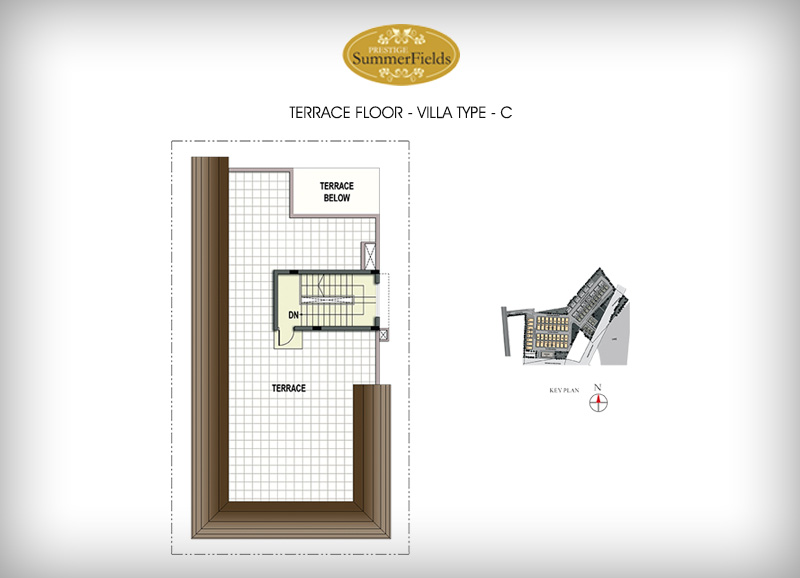 PRESTIGE
SummerFields
TERRACE FLOOR - VILLA TYPE - C
TERRACE
BELOW
DN
TERRACE
KEY PLAN
N